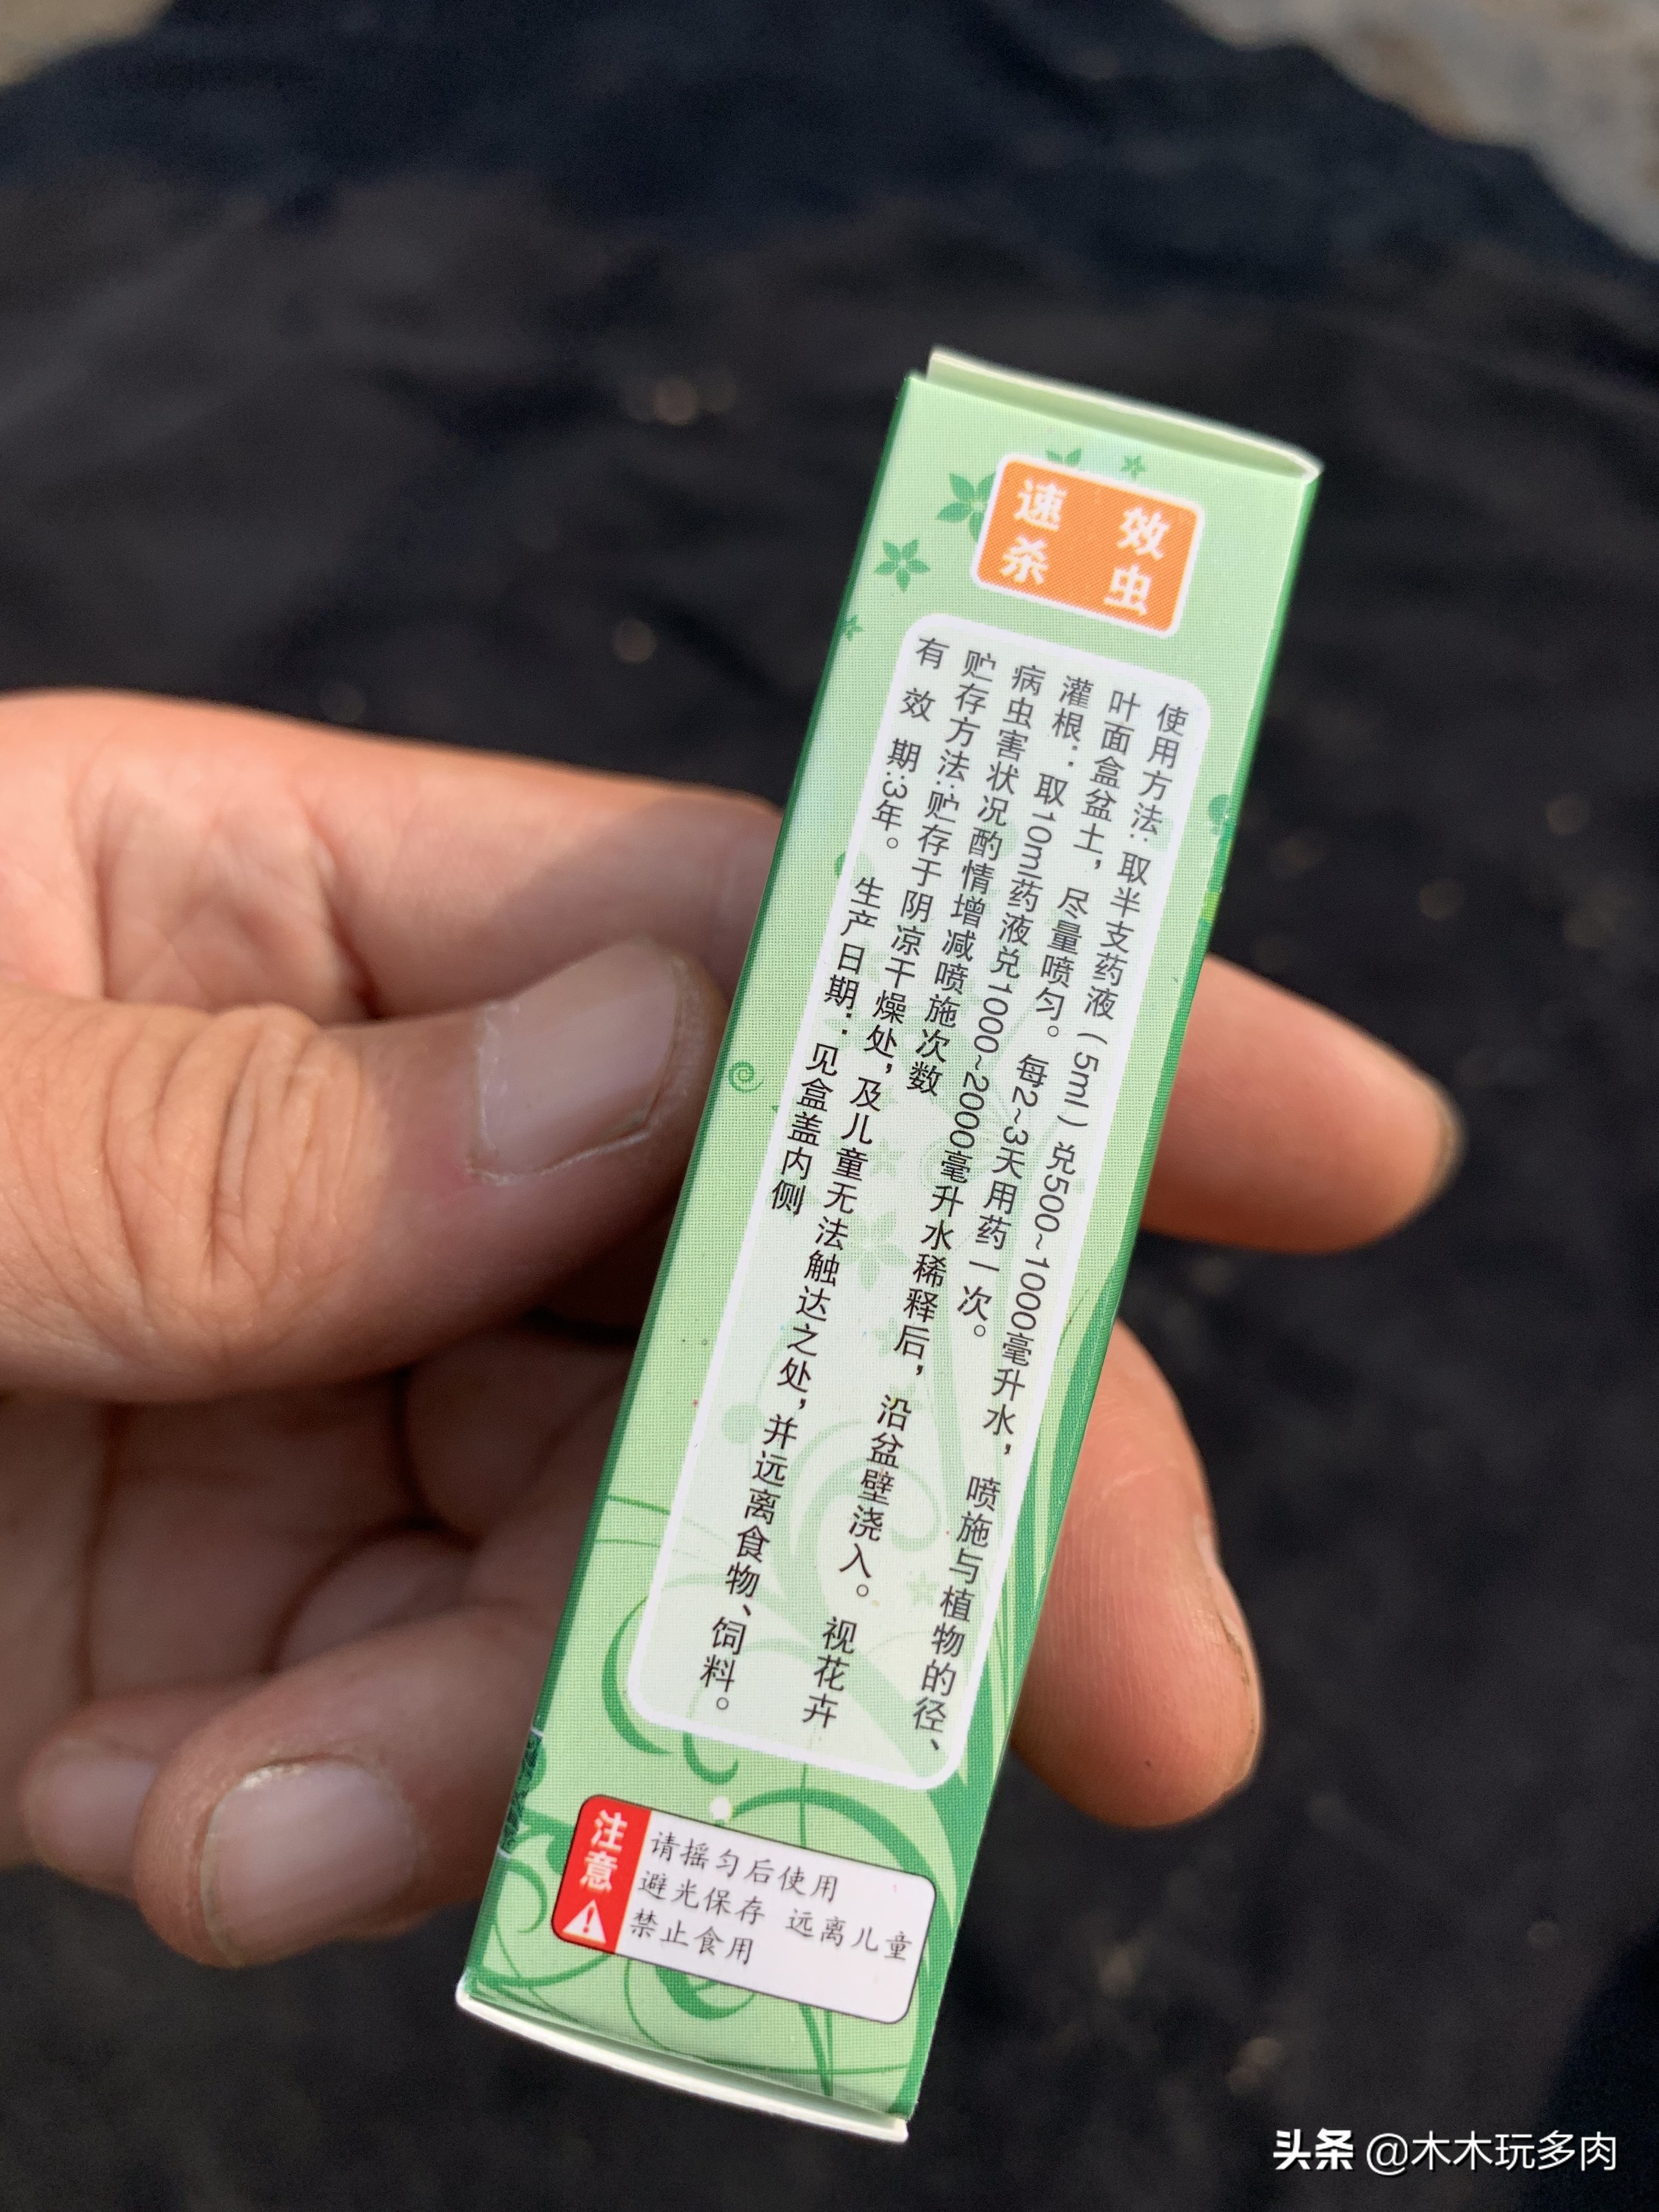 速 效
杀 虫
使用方法：取半支药液（5ml）兑500~1000毫升水，喷施与植物的径、
叶面盒盆土，尽量喷匀。每2~3天用药一次。
灌根：取10ml药液兑1000~2000毫升水稀释后，沿盆壁浇入。视花卉
病虫害状况酌情增减喷施次数
贮存方法:贮存于阴凉干燥处，及儿童无法触达之处，并远离食物、饲料。
有 效 期:3年。 生产日期：见盒盖内侧
注意
请摇匀后使用
避光保存 远离儿童
禁止食用
头条 @木木玩多肉